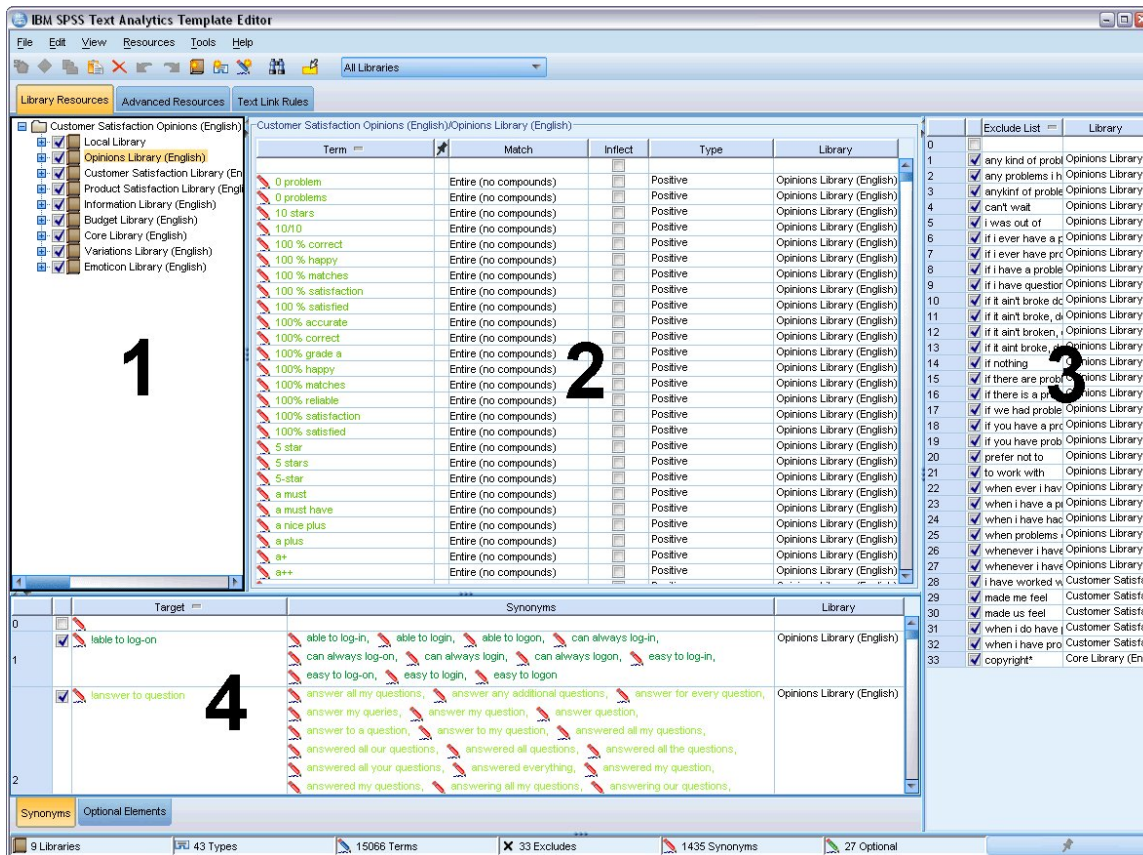 IBM SPSS Text Analytics Template Editor
File Edit View Resources Tools Help
All Libraries
Library Resources Advanced Resources Text Link Rules
Customer Satisfaction Opinions (English)
Local Library
Opinions Library (English)
Customer Satisfaction Library (En
Product Satisfaction Library (Engli
Information Library (English)
Budget Library (English)
Core Library (English)
Variations Library (English)
Emoticon Library (English)
1
Customer Satisfaction Opinions (English)/Opinions Library (English)
Term Match Inflect Type Library
0 problem Entire (no compounds) Positive Opinions Library (English)
0 problems Entire (no compounds) Positive Opinions Library (English)
10 stars Entire (no compounds) Positive Opinions Library (English)
10/10 Entire (no compounds) Positive Opinions Library (English)
100 % correct Entire (no compounds) Positive Opinions Library (English)
100 % happy Entire (no compounds) Positive Opinions Library (English)
100 % matches Entire (no compounds) Positive Opinions Library (English)
100 % satisfaction Entire (no compounds) Positive Opinions Library (English)
100 % satisfied Entire (no compounds) Positive Opinions Library (English)
100% accurate Entire (no compounds) Positive Opinions Library (English)
100% correct Entire (no compounds) Positive Opinions Library (English)
100% grade a Entire (no compounds) Positive Opinions Library (English)
100% happy Entire (no compounds) Positive Opinions Library (English)
100% matches Entire (no compounds) Positive Opinions Library (English)
100% reliable Entire (no compounds) Positive Opinions Library (English)
100% satisfaction Entire (no compounds) Positive Opinions Library (English)
100% satisfied Entire (no compounds) Positive Opinions Library (English)
5 star Entire (no compounds) Positive Opinions Library (English)
5 stars Entire (no compounds) Positive Opinions Library (English)
5-star Entire (no compounds) Positive Opinions Library (English)
a must Entire (no compounds) Positive Opinions Library (English)
a must have Entire (no compounds) Positive Opinions Library (English)
a nice plus Entire (no compounds) Positive Opinions Library (English)
a plus Entire (no compounds) Positive Opinions Library (English)
a+ Entire (no compounds) Positive Opinions Library (English)
a++ Entire (no compounds) Positive Opinions Library (English)
2
Exclude List Library
0
1 any kind of probl Opinions Library
2 any problems i h Opinions Library
3 anykinf of proble Opinions Library
4 can't wait Opinions Library
5 i was out of Opinions Library
6 if i ever have a p Opinions Library
7 if i ever have pro Opinions Library
8 if i have a proble Opinions Library
9 if i have question Opinions Library
10 if it ain't broke do Opinions Library
11 if it ain't broke, d Opinions Library
12 if it ain't broken, Opinions Library
13 if it aint broke, Opinions Library
14 if nothing Opinions Library
15 if there are prob Opinions Library
16 if there is a pr Opinions Library
17 if we had proble Opinions Library
18 if you have a pro Opinions Library
19 if you have prob Opinions Library
20 prefer not to Opinions Library
21 to work with Opinions Library
22 when ever i hav Opinions Library
23 when i have a p Opinions Library
24 when i have hac Opinions Library
25 when problems Opinions Library
26 whenever i have Opinions Library
27 whenever i have Opinions Library
28 i have worked w Customer Satisfa
29 made me feel Customer Satisfa
30 made us feel Customer Satisfa
31 when i do have Customer Satisfa
32 when i have pro Customer Satisfa
33 copyright* Core Library (En
3
Target Synonyms Library
0
1 !able to log-on able to log-in, able to login, able to logon, can always log-in, Opinions Library (English)
can always log-on, can always login, can always logon, easy to log-in,
easy to log-on, easy to login, easy to logon
2 !answer to question answer all my questions, answer any additional questions, answer for every question, Opinions Library (English)
answer my queries, answer my question, answer question,
answer to a question, answer to my question, answered all my questions,
answered all our questions, answered all questions, answered all the questions,
answered all your questions, answered everything, answered my question,
answered my questions, answering all my questions, answering our questions,
4
Synonyms Optional Elements
9 Libraries 43 Types 15066 Terms 33 Excludes 1435 Synonyms 27 Optional